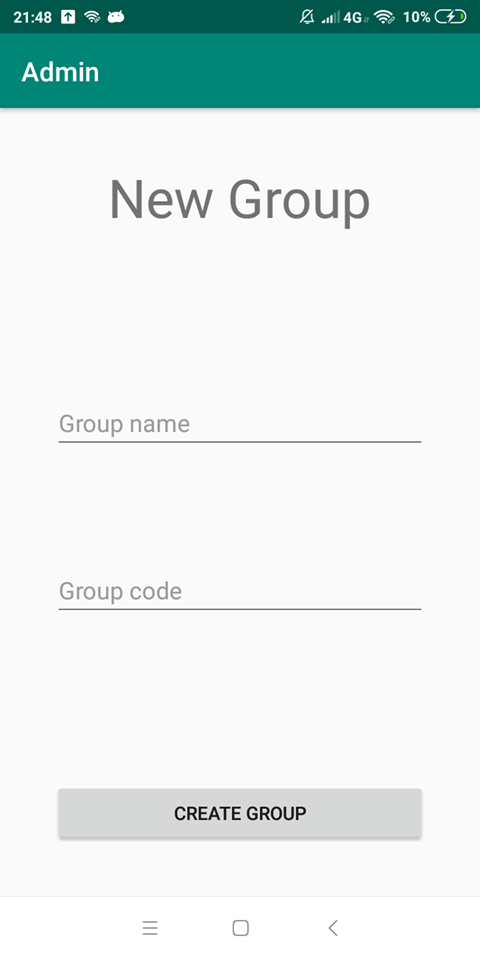 21:48 4G 10%
Admin
New Group
Group name
Group code
CREATE GROUP